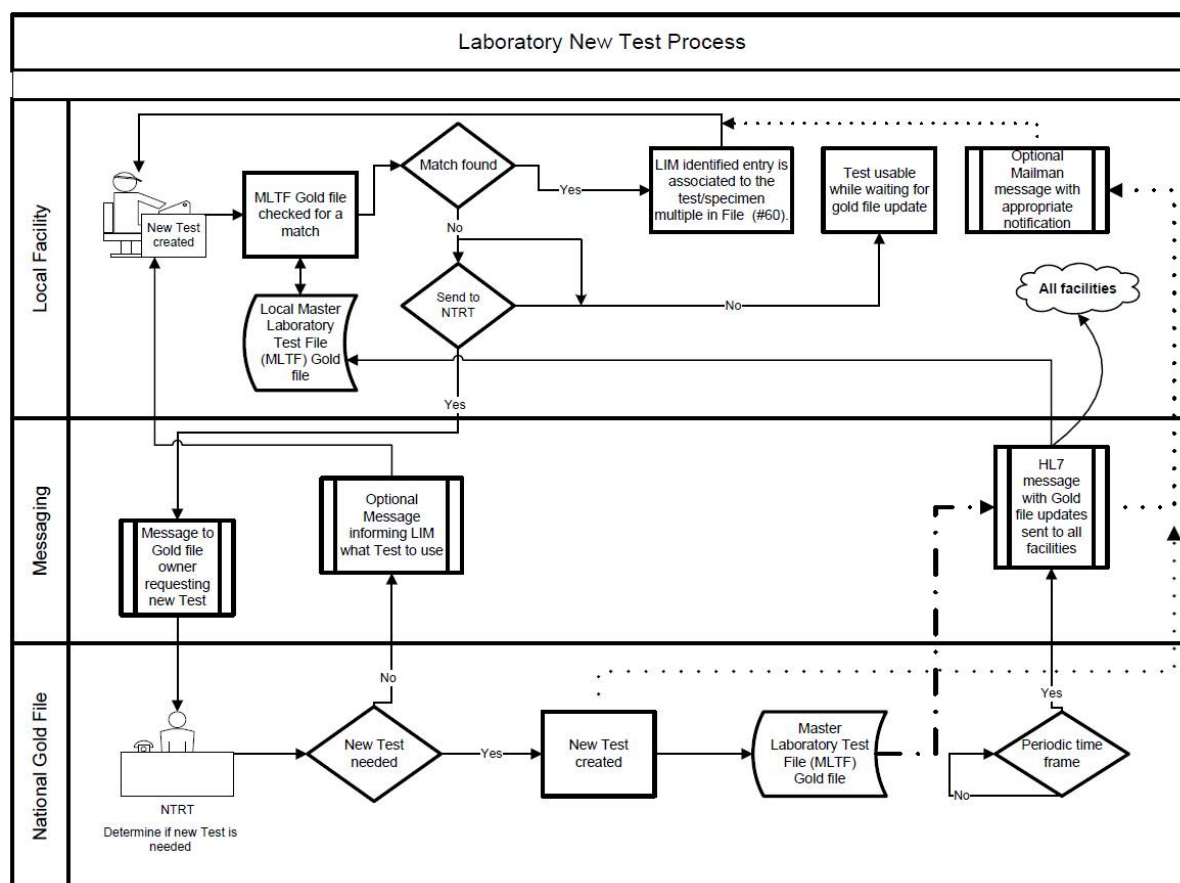 Laboratory New Test Process
Local Facility
New Test
created
MLTF Gold file
checked for a
match
Match found
Yes
LIM identified entry is
associated to the
test/specimen
multiple in File (#60).
Test usable
while waiting for
gold file update
Optional
Mailman
message with
appropriate
notification
No
Send to
NTRT
No
All facilities
Local Master
Laboratory
Test File
(MLTF) Gold
file
Yes
Messaging
Message to
Gold file
owner
requesting
new Test
Optional
Message
informing LIM
what Test to use
HL7
message
with Gold
file updates
sent to all
facilities
National Gold File
No
Yes
NTRT
Determine if new Test is
needed
New Test
needed
Yes
New Test
created
Master
Laboratory Test
File (MLTF)
Gold file
Periodic time
frame
No